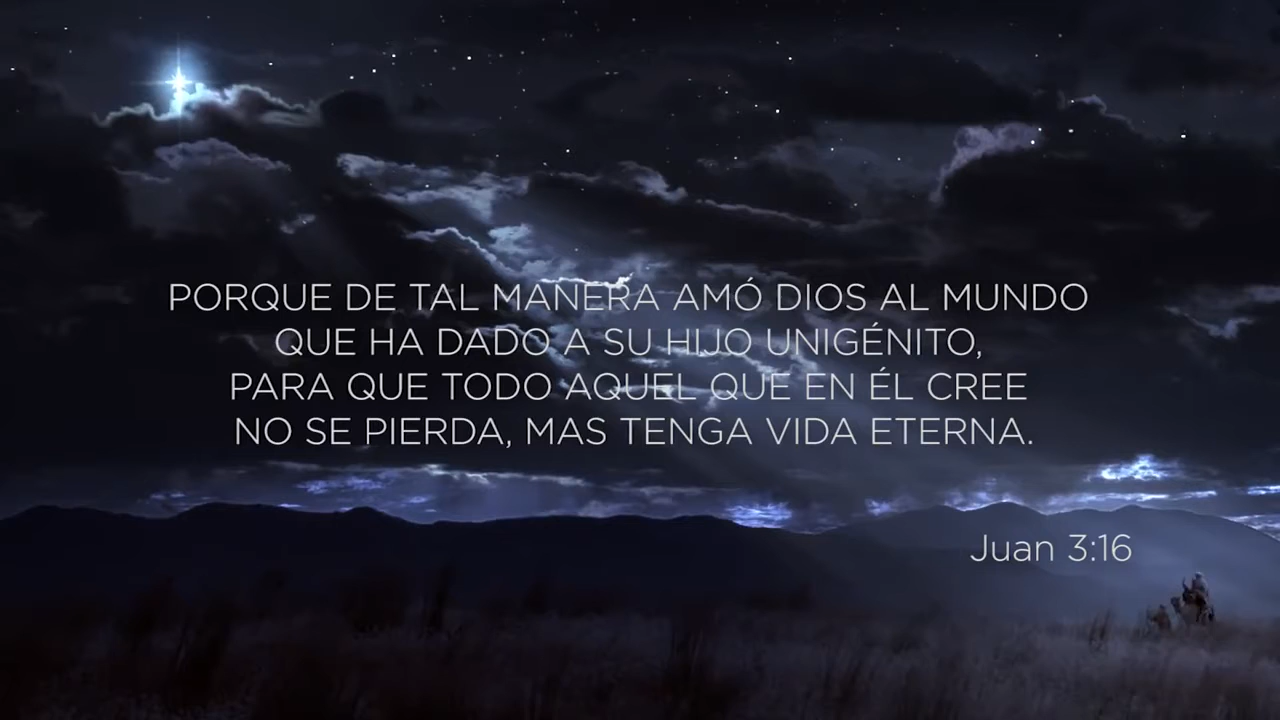 PORQUE DE TAL MANERA AMÓ DIOS AL MUNDO
QUE HA DADO A SU HIJO UNIGÉNITO,
PARA QUE TODO AQUEL QUE EN ÉL CREE
NO SE PIERDA, MAS TENGA VIDA ETERNA.
Juan 3:16